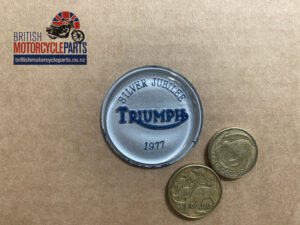 BRITISH
MOTORCYCLEPARTS
britishmotorcycleparts.co.nz
SILVER JUBILEE
TRIUMPH
1977